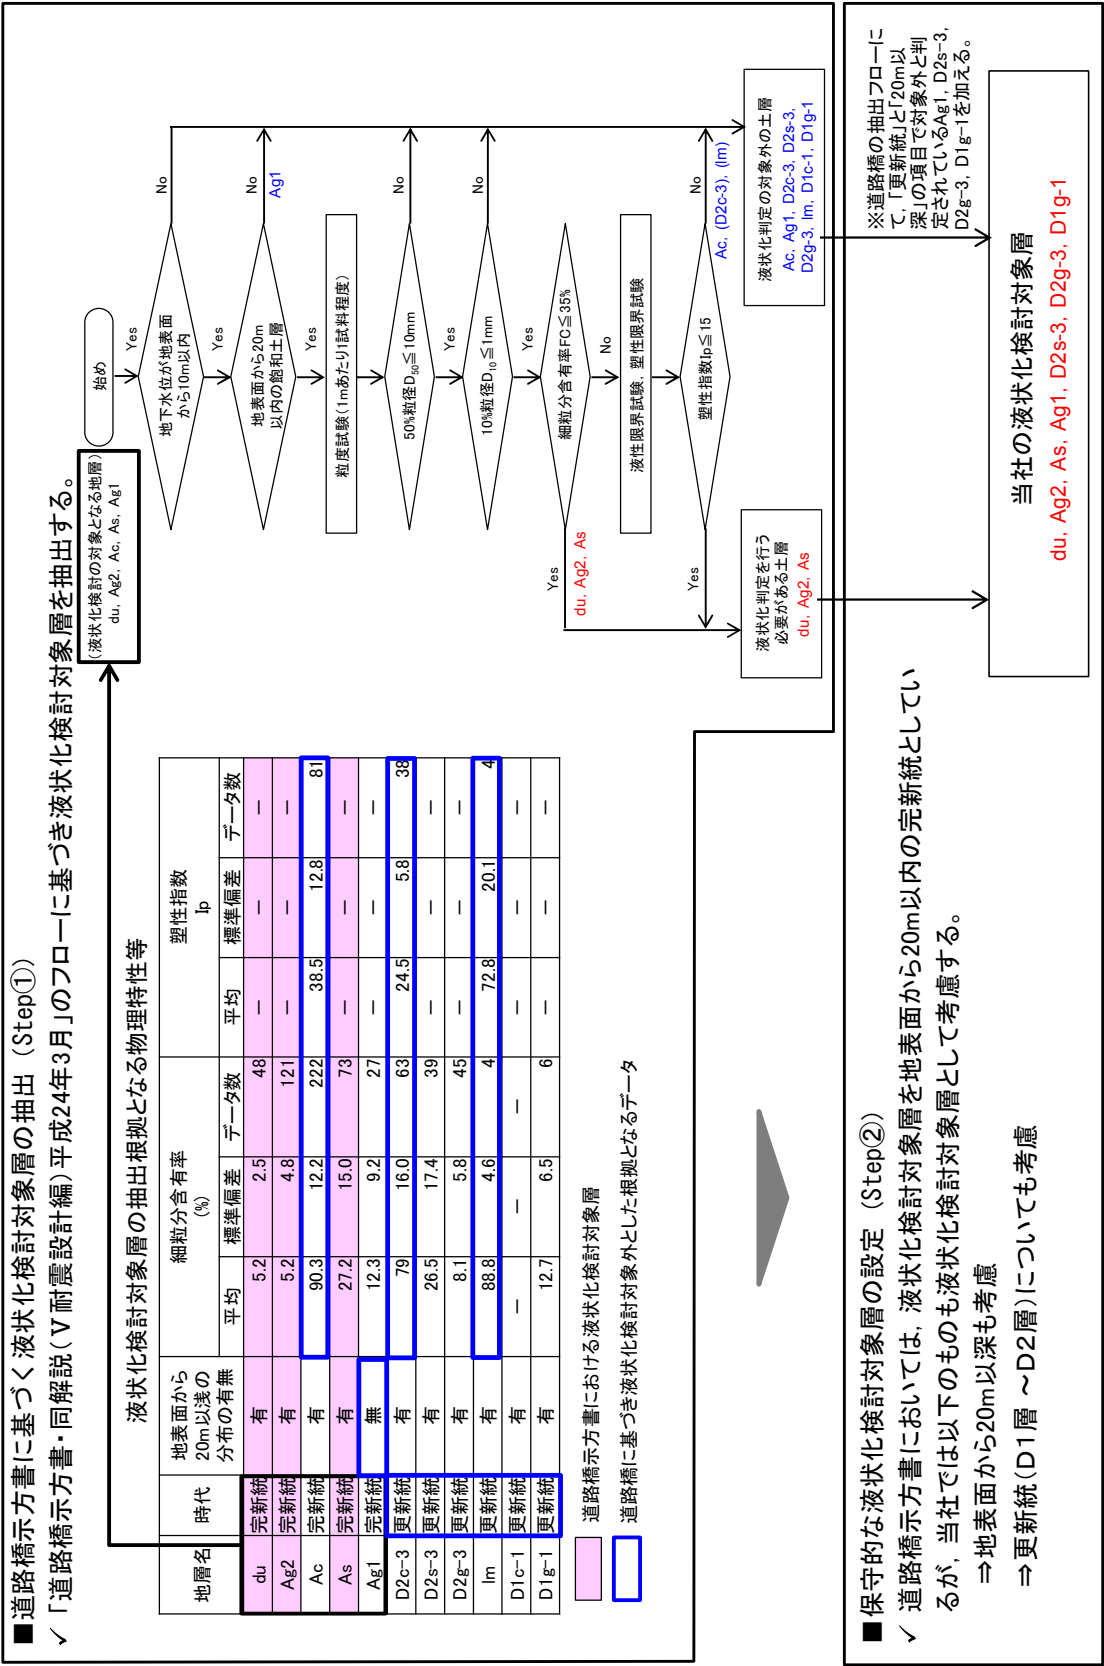 ■道路橋示方書に基づく液状化検討対象層の抽出（Step①）
✓「道路橋示方書・同解説（Ⅴ耐震設計編）平成24年3月」のフローに基づき液状化検討対象層を抽出する。
液状化検討対象層の抽出根拠となる物理特性等
地層名 時代 地表面から20m以浅の分布の有無 細粒分含有率(%) 塑性指数Ip
平均 標準偏差 データ数 平均 標準偏差 データ数
du 完新統 有 5.2 2.5 48 － － －
Ag2 完新統 有 5.2 4.8 121 － － －
Ac 完新統 有 90.3 12.2 222 38.5 12.8 81
As 完新統 有 27.2 15.0 73 － － －
Ag1 完新統 無 12.3 9.2 27 － － －
D2c-3 更新統 有 79 16.0 63 24.5 5.8 38
D2s-3 更新統 有 26.5 17.4 39 － － －
D2g-3 更新統 有 8.1 5.8 45 － － －
lm 更新統 有 88.8 4.6 4 72.8 20.1 4
D1c-1 更新統 有 － － － － － －
D1g-1 更新統 有 12.7 6.5 6 － － －
道路橋示方書における液状化検討対象層
道路橋に基づき液状化検討対象外とした根拠となるデータ
（液状化検討の対象となる地層）
du, Ag2, Ac, As, Ag1
始め
Yes
地下水位が地表面
から10m以内
No
Yes
地表面から20m
以内の飽和土層
No
Ag1
Yes
粒度試験（1mあたり1試料程度）
50%粒径D50≦10mm
No
Yes
10%粒径D10≦1mm
No
Yes
細粒分含有率FC≦35%
Yes
du, Ag2, As
No
液性限界試験，塑性限界試験
塑性指数Ip≦15
Yes
No
Ac, (D2c-3), (lm)
液状化判定を行う
必要がある土層
du, Ag2, As
液状化判定の対象外の土層
Ac, Ag1, D2c-3, D2s-3,
D2g-3, lm, D1c-1, D1g-1
■保守的な液状化検討対象層の設定（Step②）
✓ 道路橋示方書においては，液状化検討対象層を地表面から20m以内の完新統としてい
るが，当社では以下のものも液状化検討対象層として考慮する。
⇒地表面から20m以深も考慮
⇒更新統（D1層～D2層）についても考慮
※道路橋の抽出フローに
て，「更新統」と「20m以
深」の項目で対象外と判
定されているAg1，D2s-3，
D2g-3，D1g-1を加える。
当社の液状化検討対象層
du, Ag2, As, Ag1, D2s-3, D2g-3, D1g-1